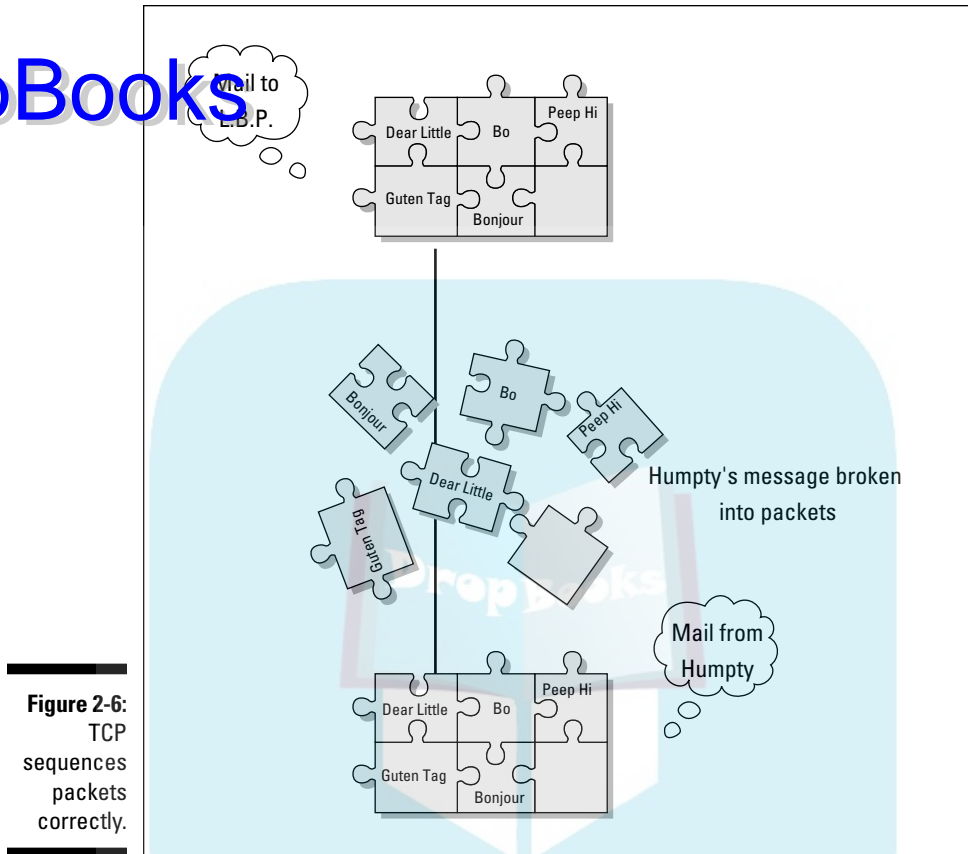 oBooks
Mail to
L.B.P.
Dear Little
Bo
Peep Hi
Guten Tag
Bonjour
Bonjour
Bo
Peep Hi
Dear Little
Guten Tag
Humpty's message broken
into packets
DropBooks
Mail from
Humpty
Dear Little
Bo
Peep Hi
Guten Tag
Bonjour
Figure 2-6:
TCP
sequences
packets
correctly.